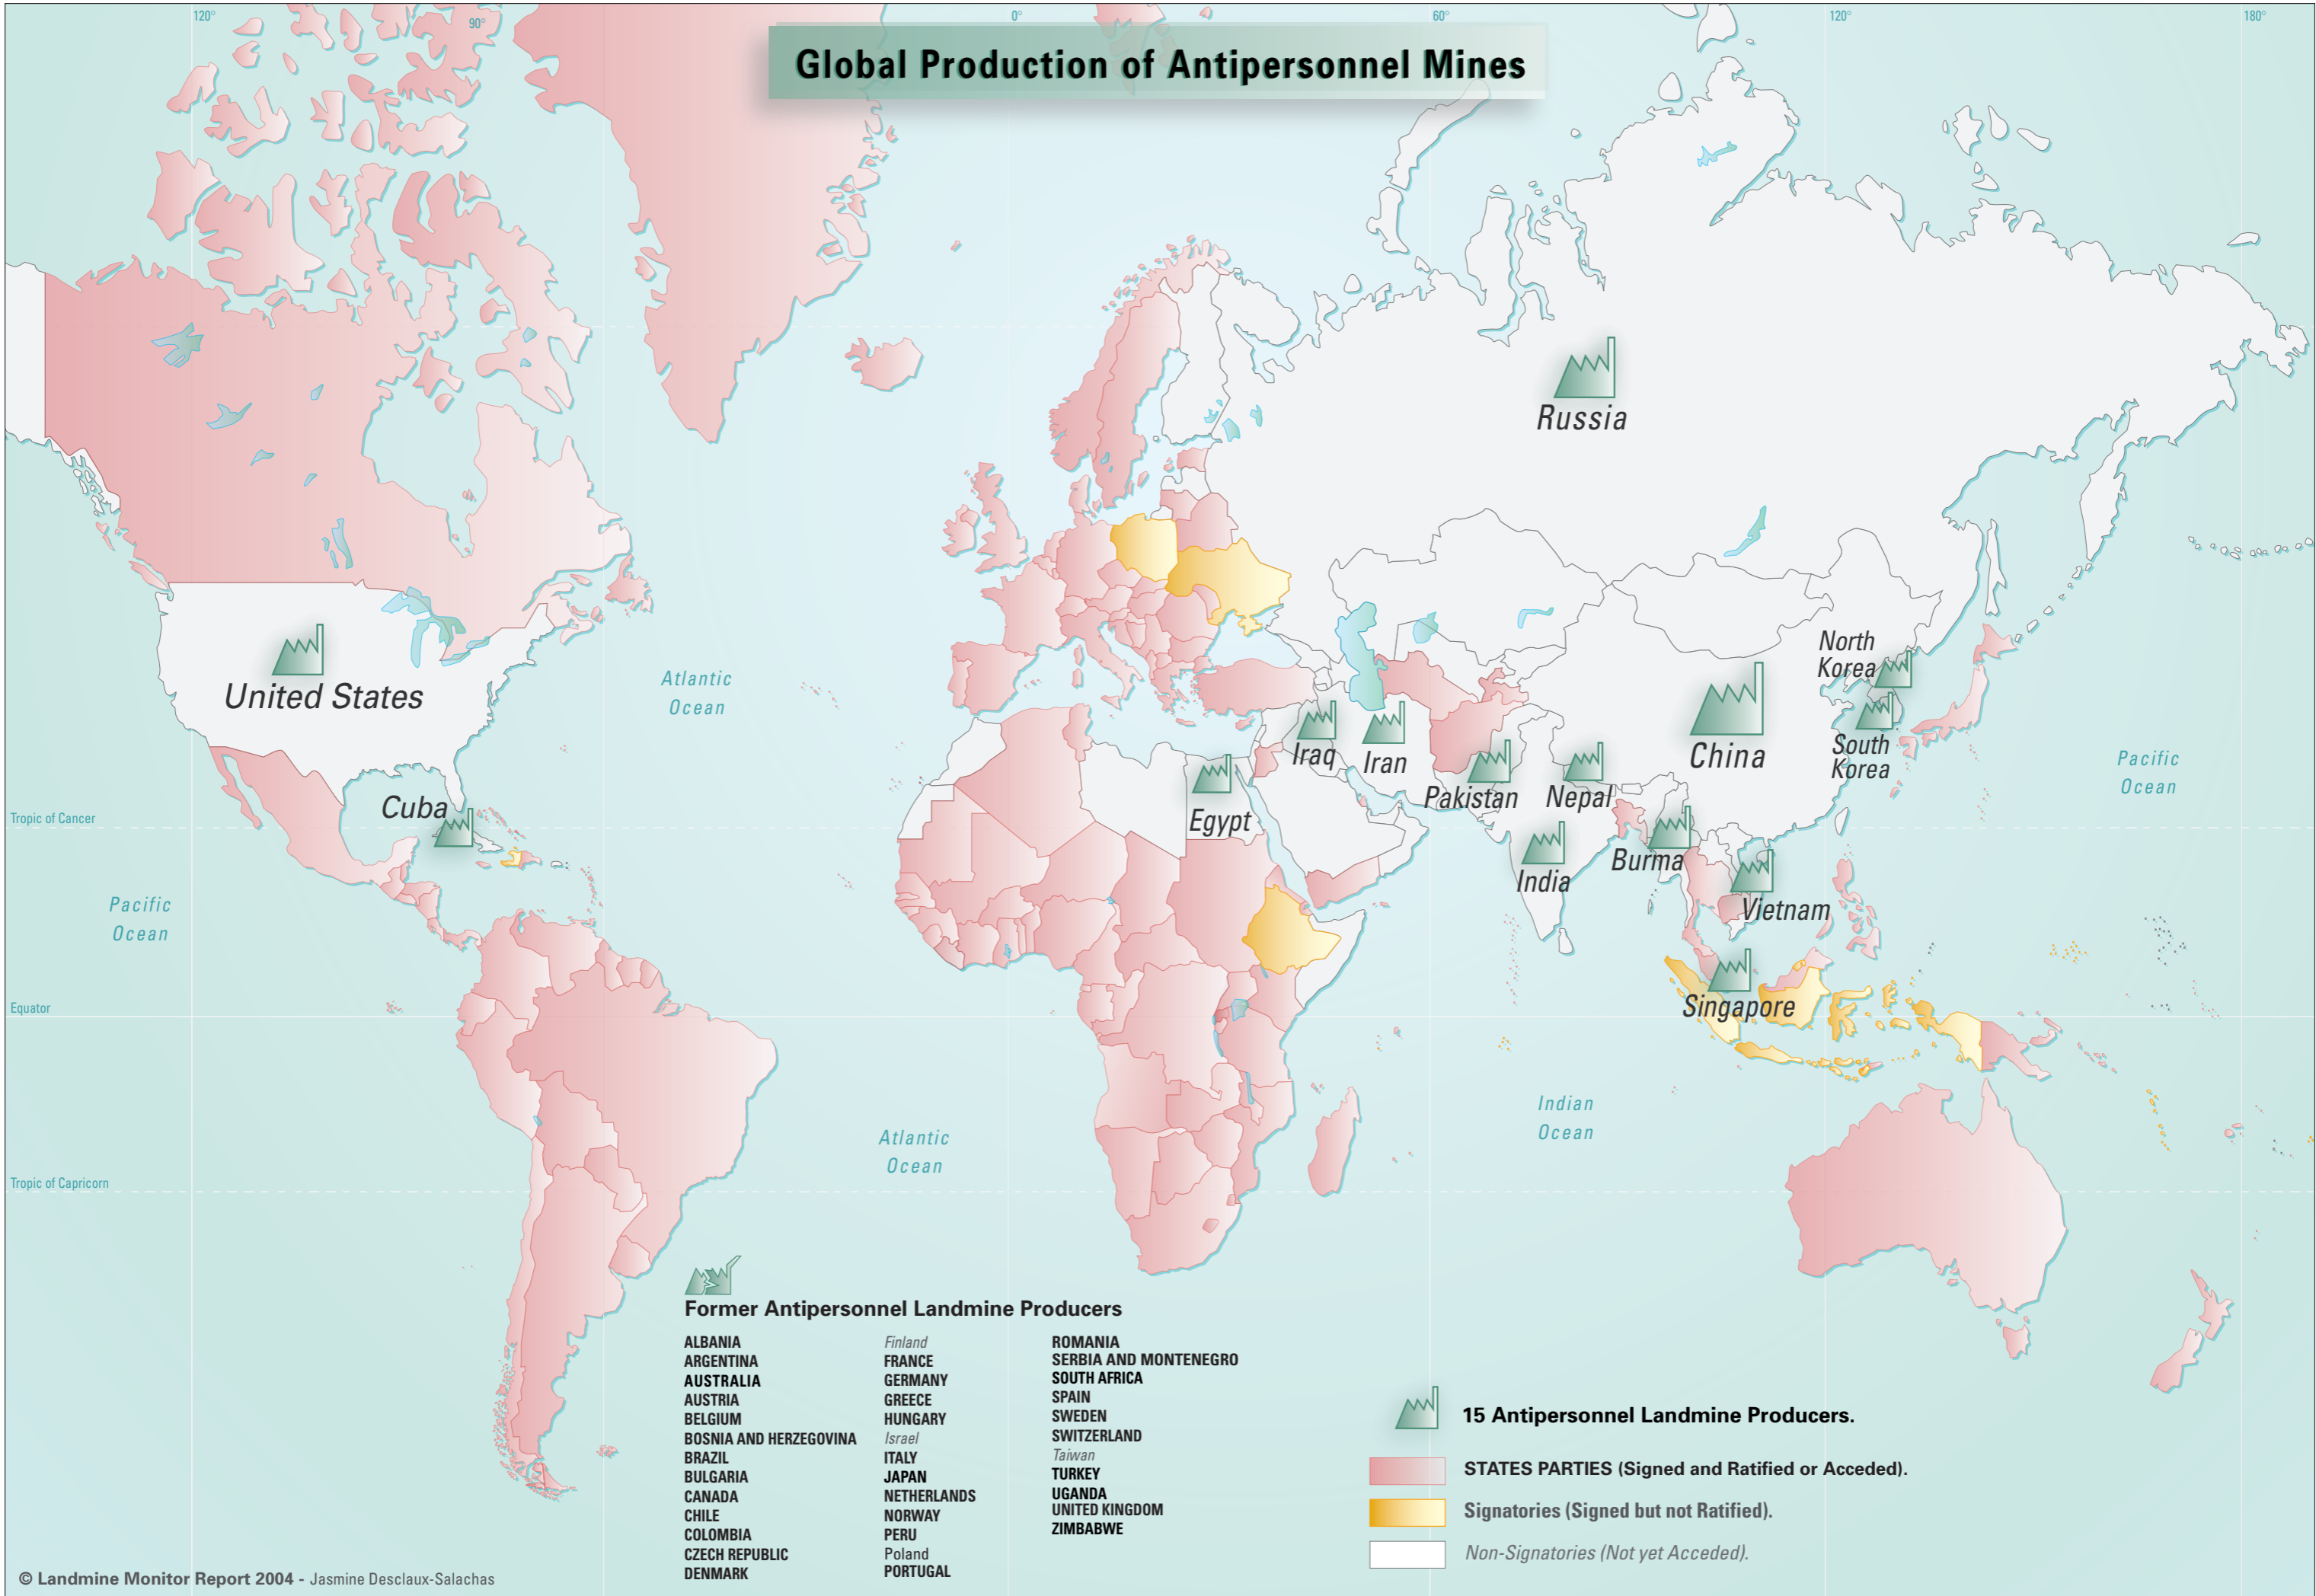 120°
90°
0°
60°
120°
180°
Global Production of Antipersonnel Mines
Russia
United States
Atlantic
Ocean
North
Korea
South
Korea
China
Iraq
Iran
Pakistan
Nepal
Egypt
Cuba
Pacific
Ocean
Tropic of Cancer
India
Burma
Vietnam
Pacific
Ocean
Equator
Singapore
Indian
Ocean
Atlantic
Ocean
Tropic of Capricorn
Former Antipersonnel Landmine Producers
ALBANIA
ARGENTINA
AUSTRALIA
AUSTRIA
BELGIUM
BOSNIA AND HERZEGOVINA
BRAZIL
BULGARIA
CANADA
CHILE
COLOMBIA
CZECH REPUBLIC
DENMARK
Finland
FRANCE
GERMANY
GREECE
HUNGARY
Israel
ITALY
JAPAN
NETHERLANDS
NORWAY
PERU
Poland
PORTUGAL
ROMANIA
SERBIA AND MONTENEGRO
SOUTH AFRICA
SPAIN
SWEDEN
SWITZERLAND
Taiwan
TURKEY
UGANDA
UNITED KINGDOM
ZIMBABWE
15 Antipersonnel Landmine Producers.
STATES PARTIES (Signed and Ratified or Acceded).
Signatories (Signed but not Ratified).
Non-Signatories (Not yet Acceded).
© Landmine Monitor Report 2004 - Jasmine Desclaux-Salachas